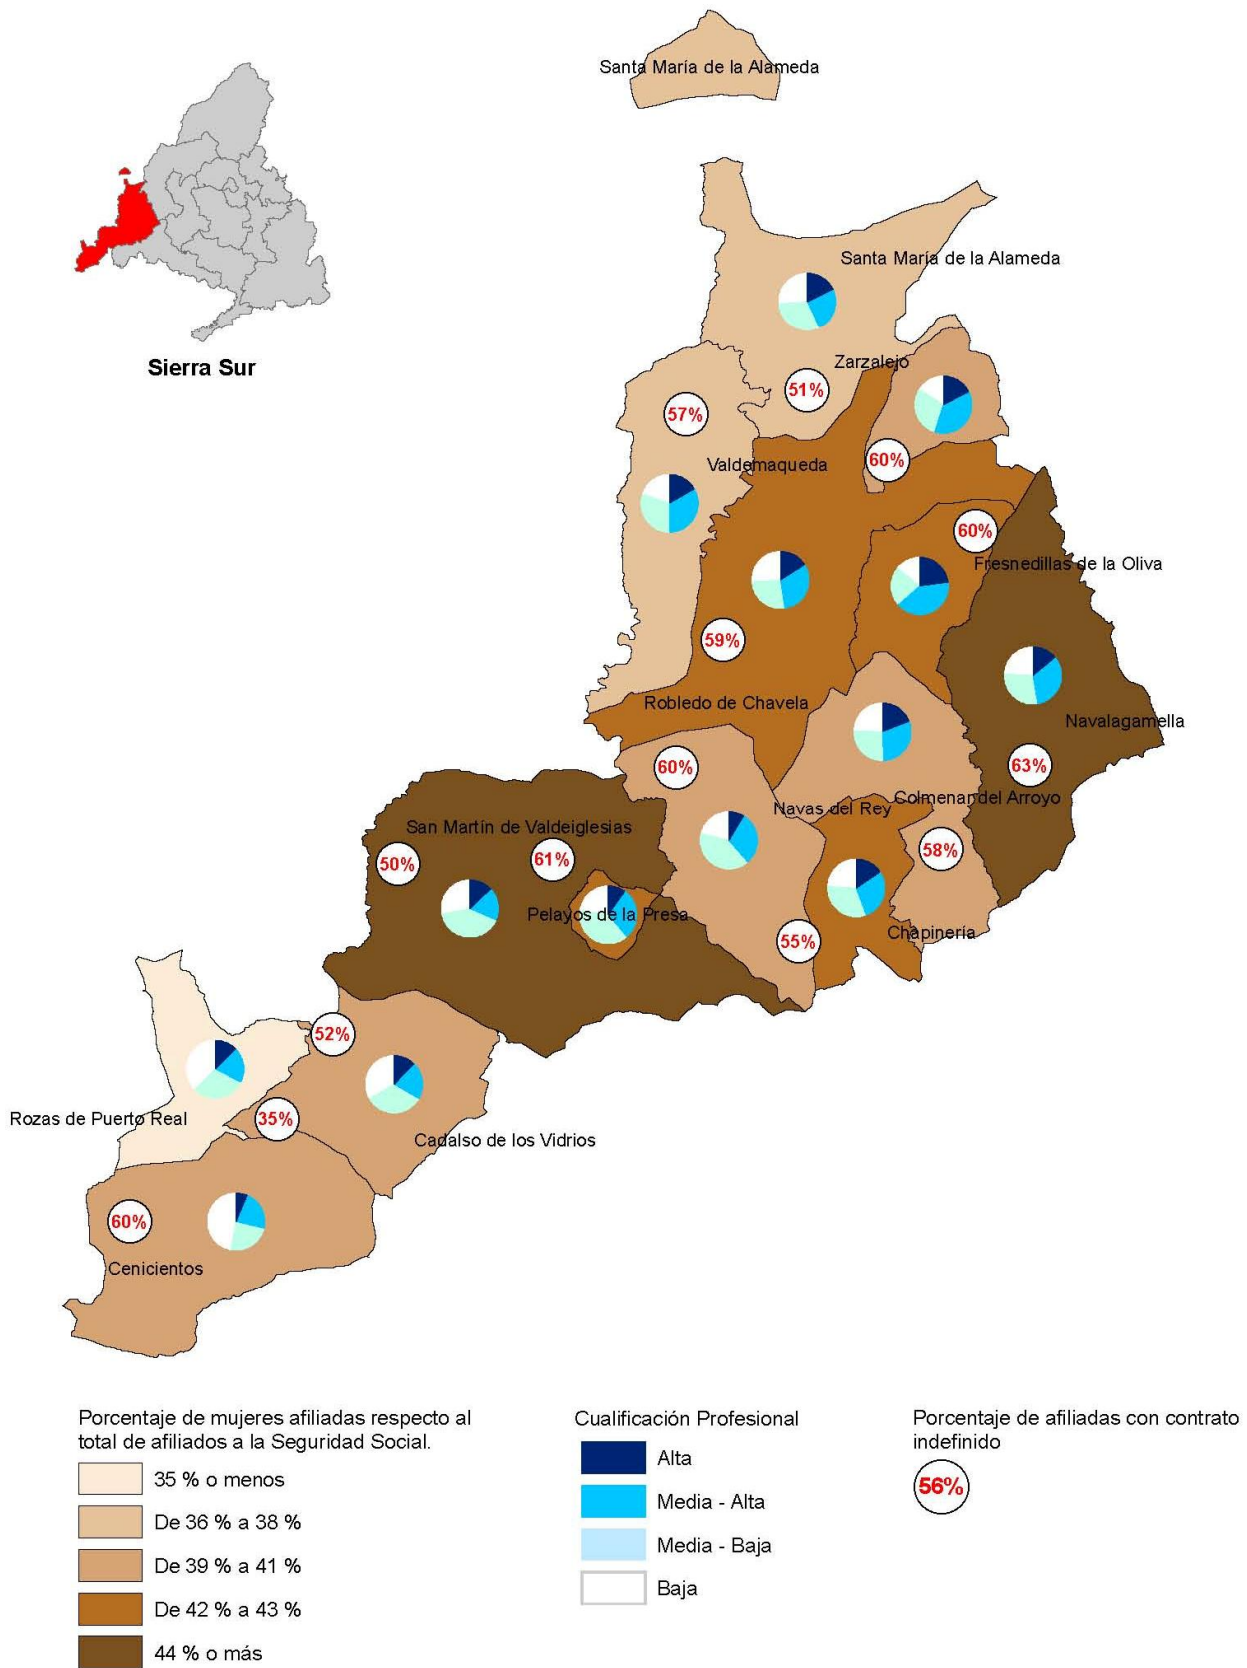 Santa María de la Alameda
Sierra Sur
Santa María de la Alameda
Zarzalejo
51%
57%
Valdemaqueda
60%
60%
Fresnedillas de la Oliva
59%
Robledo de Chavela
Navalagamella
60%
63%
Navas del Rey
Colmenar del Arroyo
San Martín de Valdeiglesias
50%
61%
58%
Pelayos de la Presa
Chapinería
55%
52%
Rozas de Puerto Real
35%
Cadalso de los Vidrios
60%
Cenicientos
Porcentaje de mujeres afiliadas respecto al
total de afiliados a la Seguridad Social.
35 % o menos
De 36 % a 38 %
De 39 % a 41 %
De 42 % a 43 %
44 % o más
Cualificación Profesional
Alta
Media - Alta
Media - Baja
Baja
Porcentaje de afiliadas con contrato
indefinido
56%